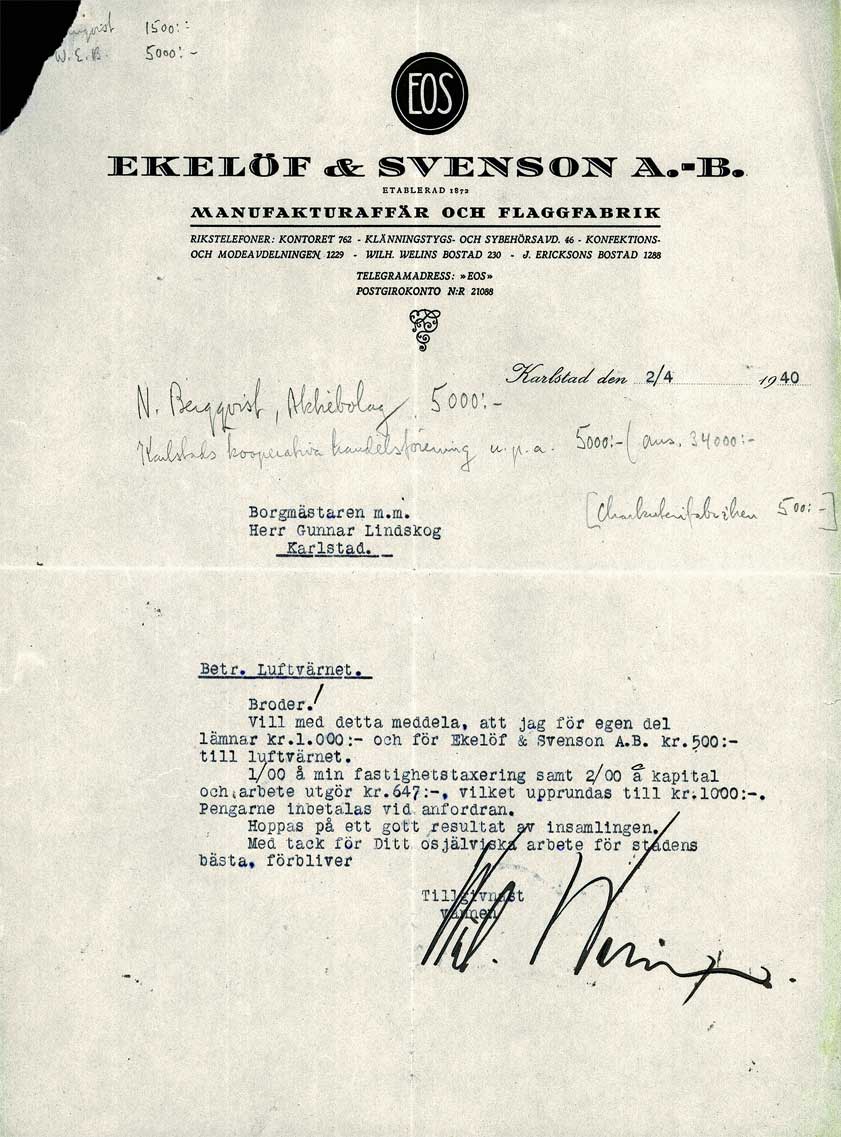 1500:-
W.E.B. 5000:-
EOS
EKELÖF & SVENSON A.-B.
ETABLERAD 1872
MANUFAKTURAFFÄR OCH FLAGGFABRIK
RIKSTELEFONER: KONTORET 762 - KLÄNNINGSTYGS- OCH SYBEHÖRSAVD. 46 - KONFEKTIONS-
OCH MODEAVDELNINGEN 1229 - WILH. WELINS BOSTAD 230 - J. ERICKSONS BOSTAD 1288
TELEGRAMADRESS: »EOS»
POSTGIROKONTO N:R 21088
Karlstad den 2/4 1940
N. Bergqvist, Aktiebolag 5000:-
Karlstads kooperativa handelsförening u.p.a. 5000:- (ans. 34000:-
[Charkuterifabriken 500:-]
Borgmästaren m.m.
Herr Gunnar Lindskog
Karlstad.
Betr. Luftvärnet.
Broder!
Vill med detta meddela, att jag för egen del
lämnar kr.1.000:- och för Ekelöf & Svenson A.B. kr.500:-
till luftvärnet.
1/00 å min fastighetstaxering samt 2/00 å kapital
och arbete utgör kr.647:-, vilket upprundas till kr.1000:-.
Pengarne inbetalas vid anfordran.
Hoppas på ett gott resultat av insamlingen.
Med tack för Ditt osjälviska arbete för stadens
bästa, förbliver
Tillgivnast
vännen
Wilh. Welin